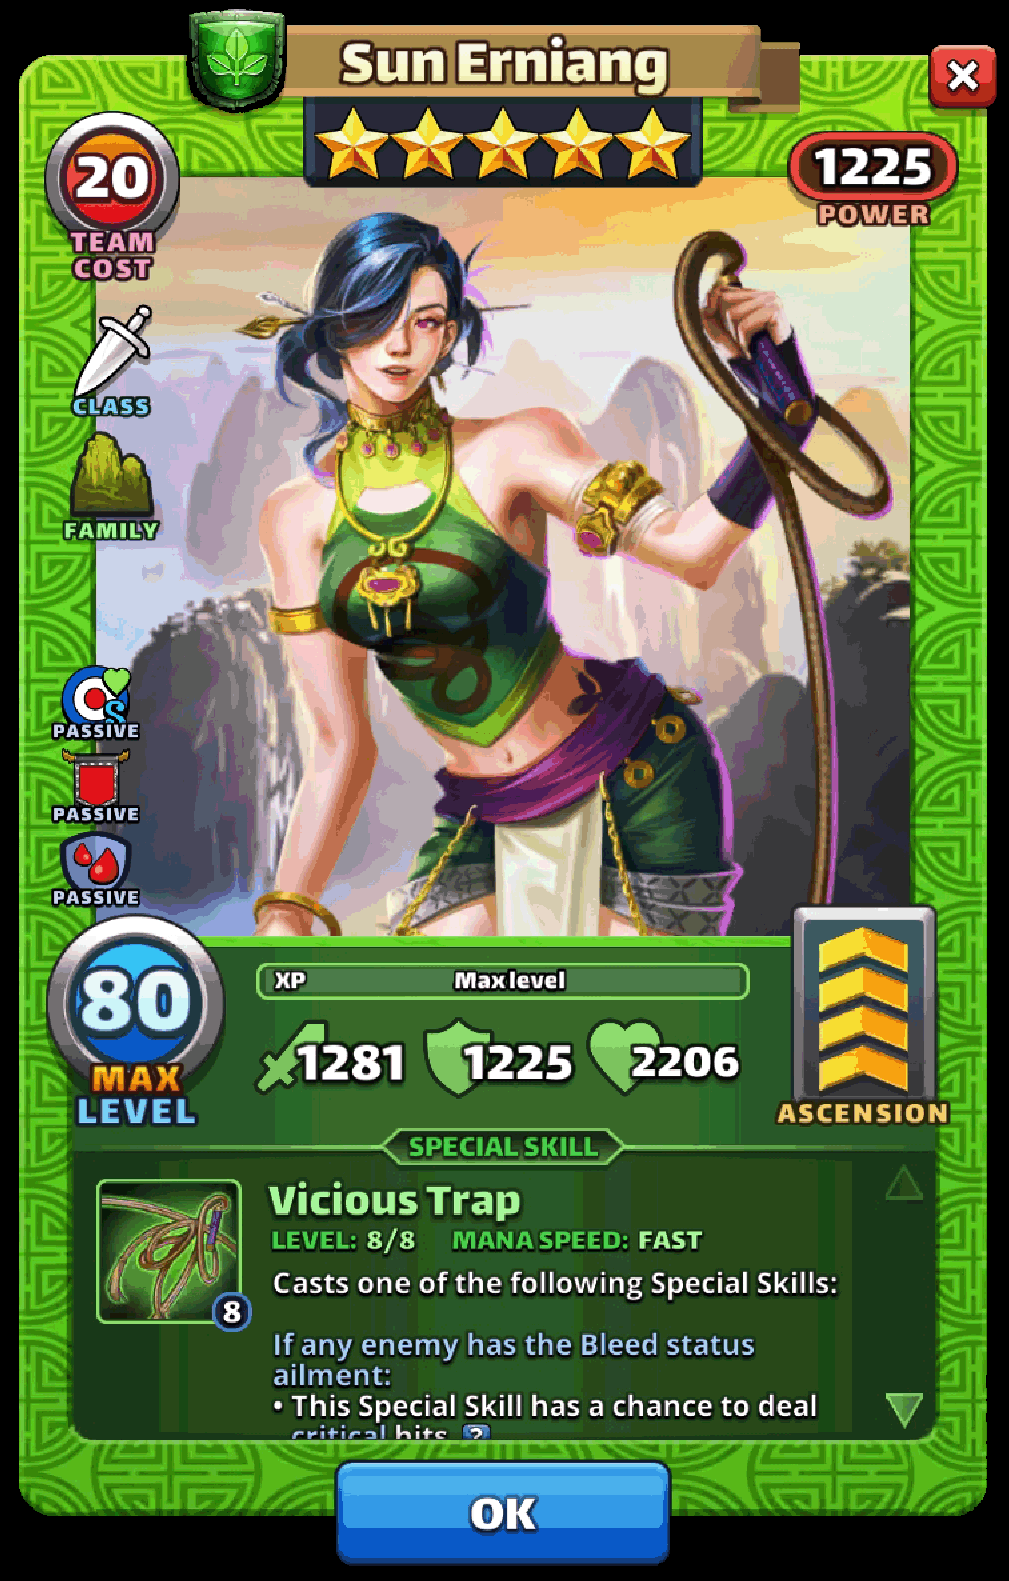 Sun Erniang
20
TEAM
COST
1225
POWER
CLASS
FAMILY
PASSIVE
PASSIVE
PASSIVE
80
MAX
LEVEL
XP Max level
1281 1225 2206
ASCENSION
SPECIAL SKILL
Vicious Trap
LEVEL: 8/8 MANA SPEED: FAST
8
Casts one of the following Special Skills:
If any enemy has the Bleed status
ailment:
• This Special Skill has a chance to deal
critical hits. ?
OK